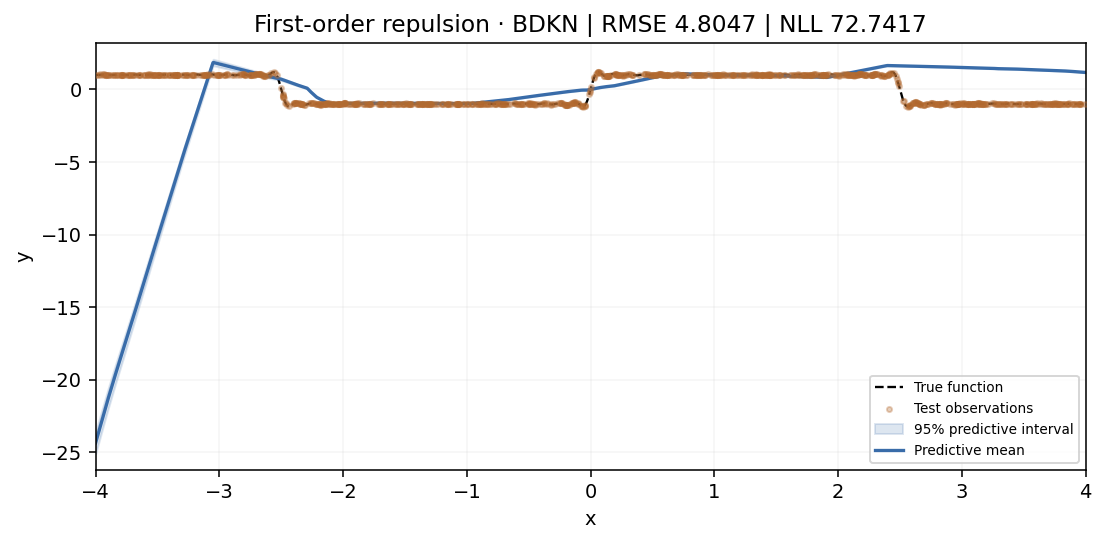 First-order repulsion · BDKN | RMSE 4.8047 | NLL 72.7417
y
0
−5
−10
−15
−20
−25
True function
Test observations
95% predictive interval
Predictive mean
−4 −3 −2 −1 0 1 2 3 4
x